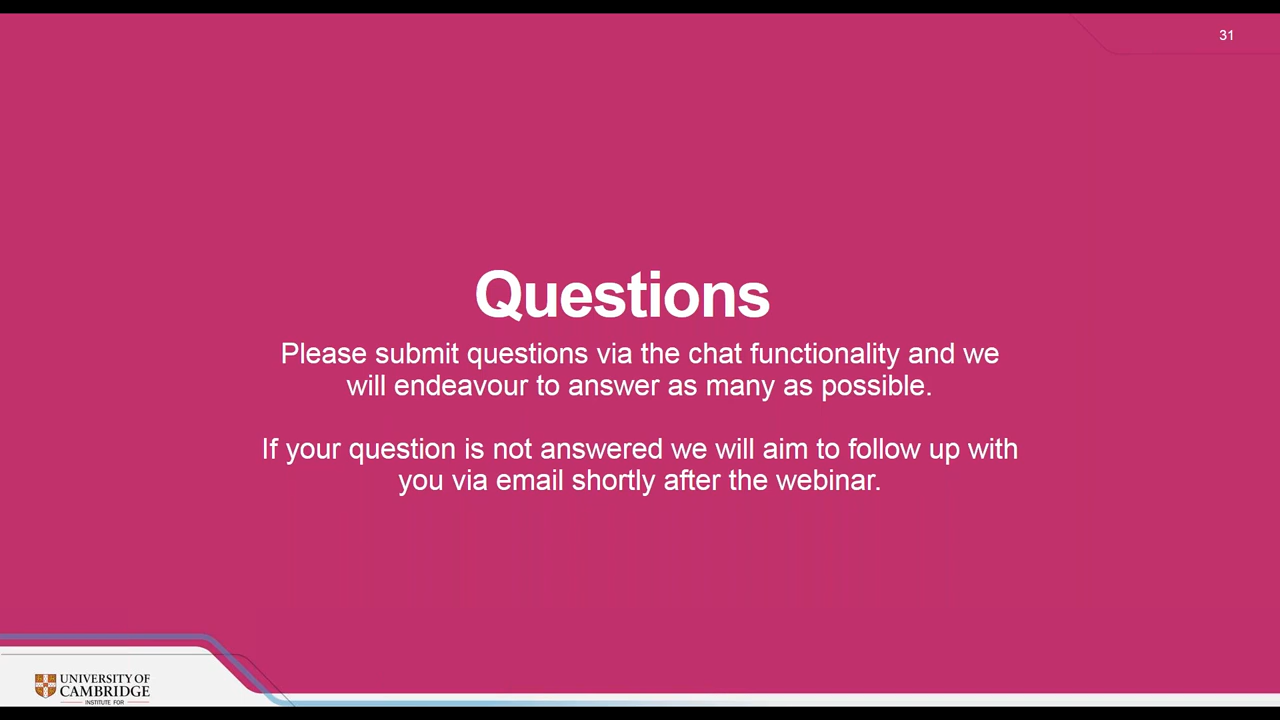 31
Questions
Please submit questions via the chat functionality and we
will endeavour to answer as many as possible.
If your question is not answered we will aim to follow up with
you via email shortly after the webinar.
UNIVERSITY OF
CAMBRIDGE
INSTITUTE FOR